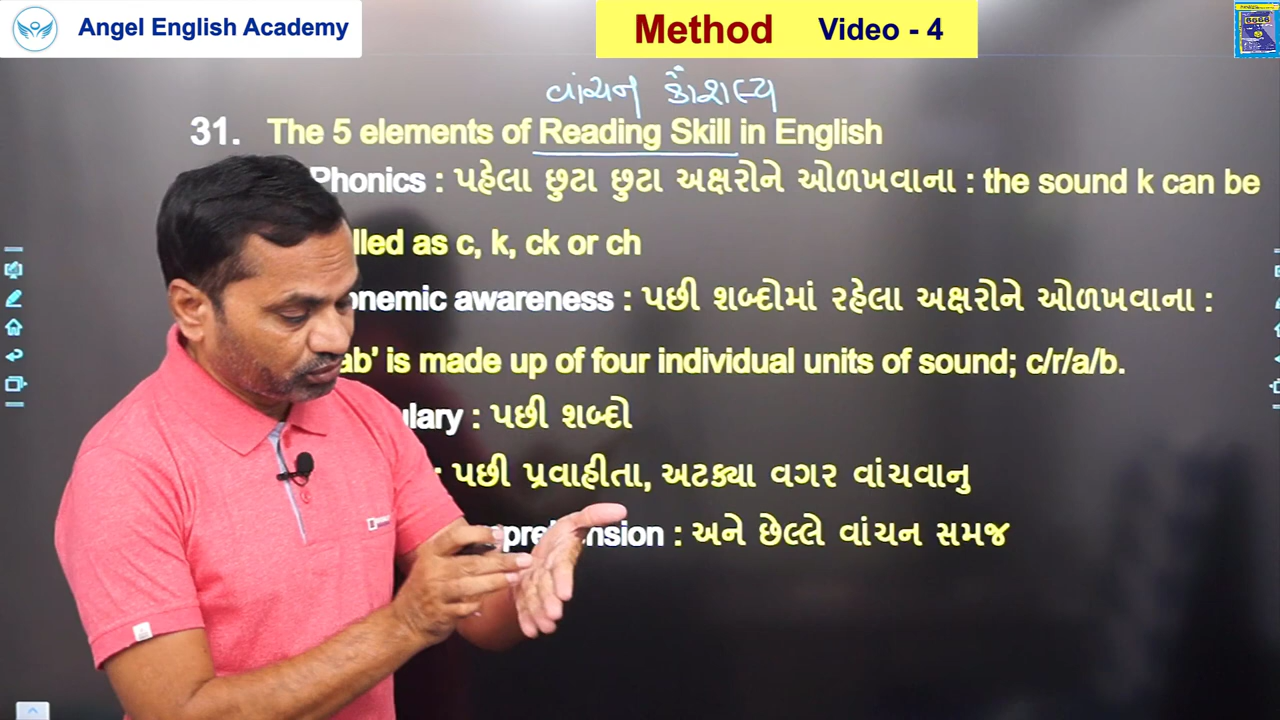 Angel English Academy
Method Video - 4
વાંચન કૌશલ્ય
31. The 5 elements of Reading Skill in English
Phonics : પહેલા છુટા છુટા અક્ષરોને ઓળખવાના : the sound k can be
lled as c, k, ck or ch
onemic awareness : પછી શબ્દોમાં રહેલા અક્ષરોને ઓળખવાના :
ab' is made up of four individual units of sound; c/r/a/b.
ulary : પછી શબ્દો
: પછી પ્રવાહીતા, અટક્યા વગર વાંચવાનુ
mprehension : અને છેલ્લે વાંચન સમજ